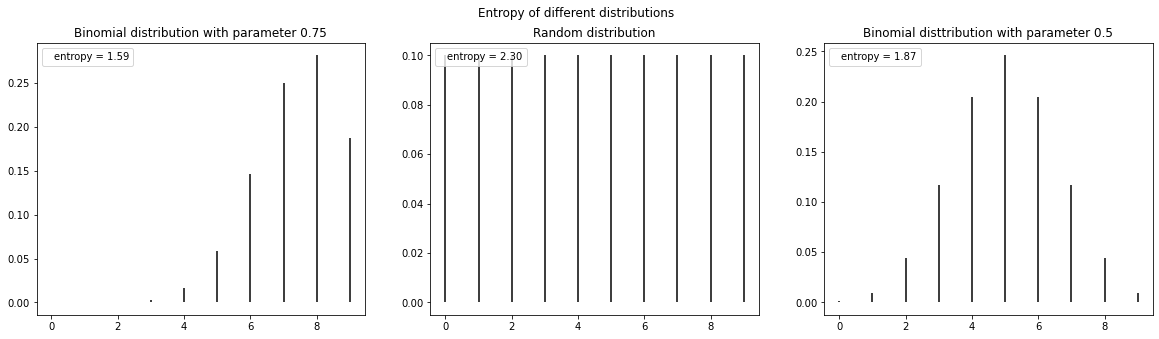 Entropy of different distributions
Binomial distribution with parameter 0.75
entropy = 1.59
0.25
0.20
0.15
0.10
0.05
0.00
0 2 4 6 8
Random distribution
entropy = 2.30
0.10
0.08
0.06
0.04
0.02
0.00
0 2 4 6 8
Binomial disttribution with parameter 0.5
entropy = 1.87
0.25
0.20
0.15
0.10
0.05
0.00
0 2 4 6 8